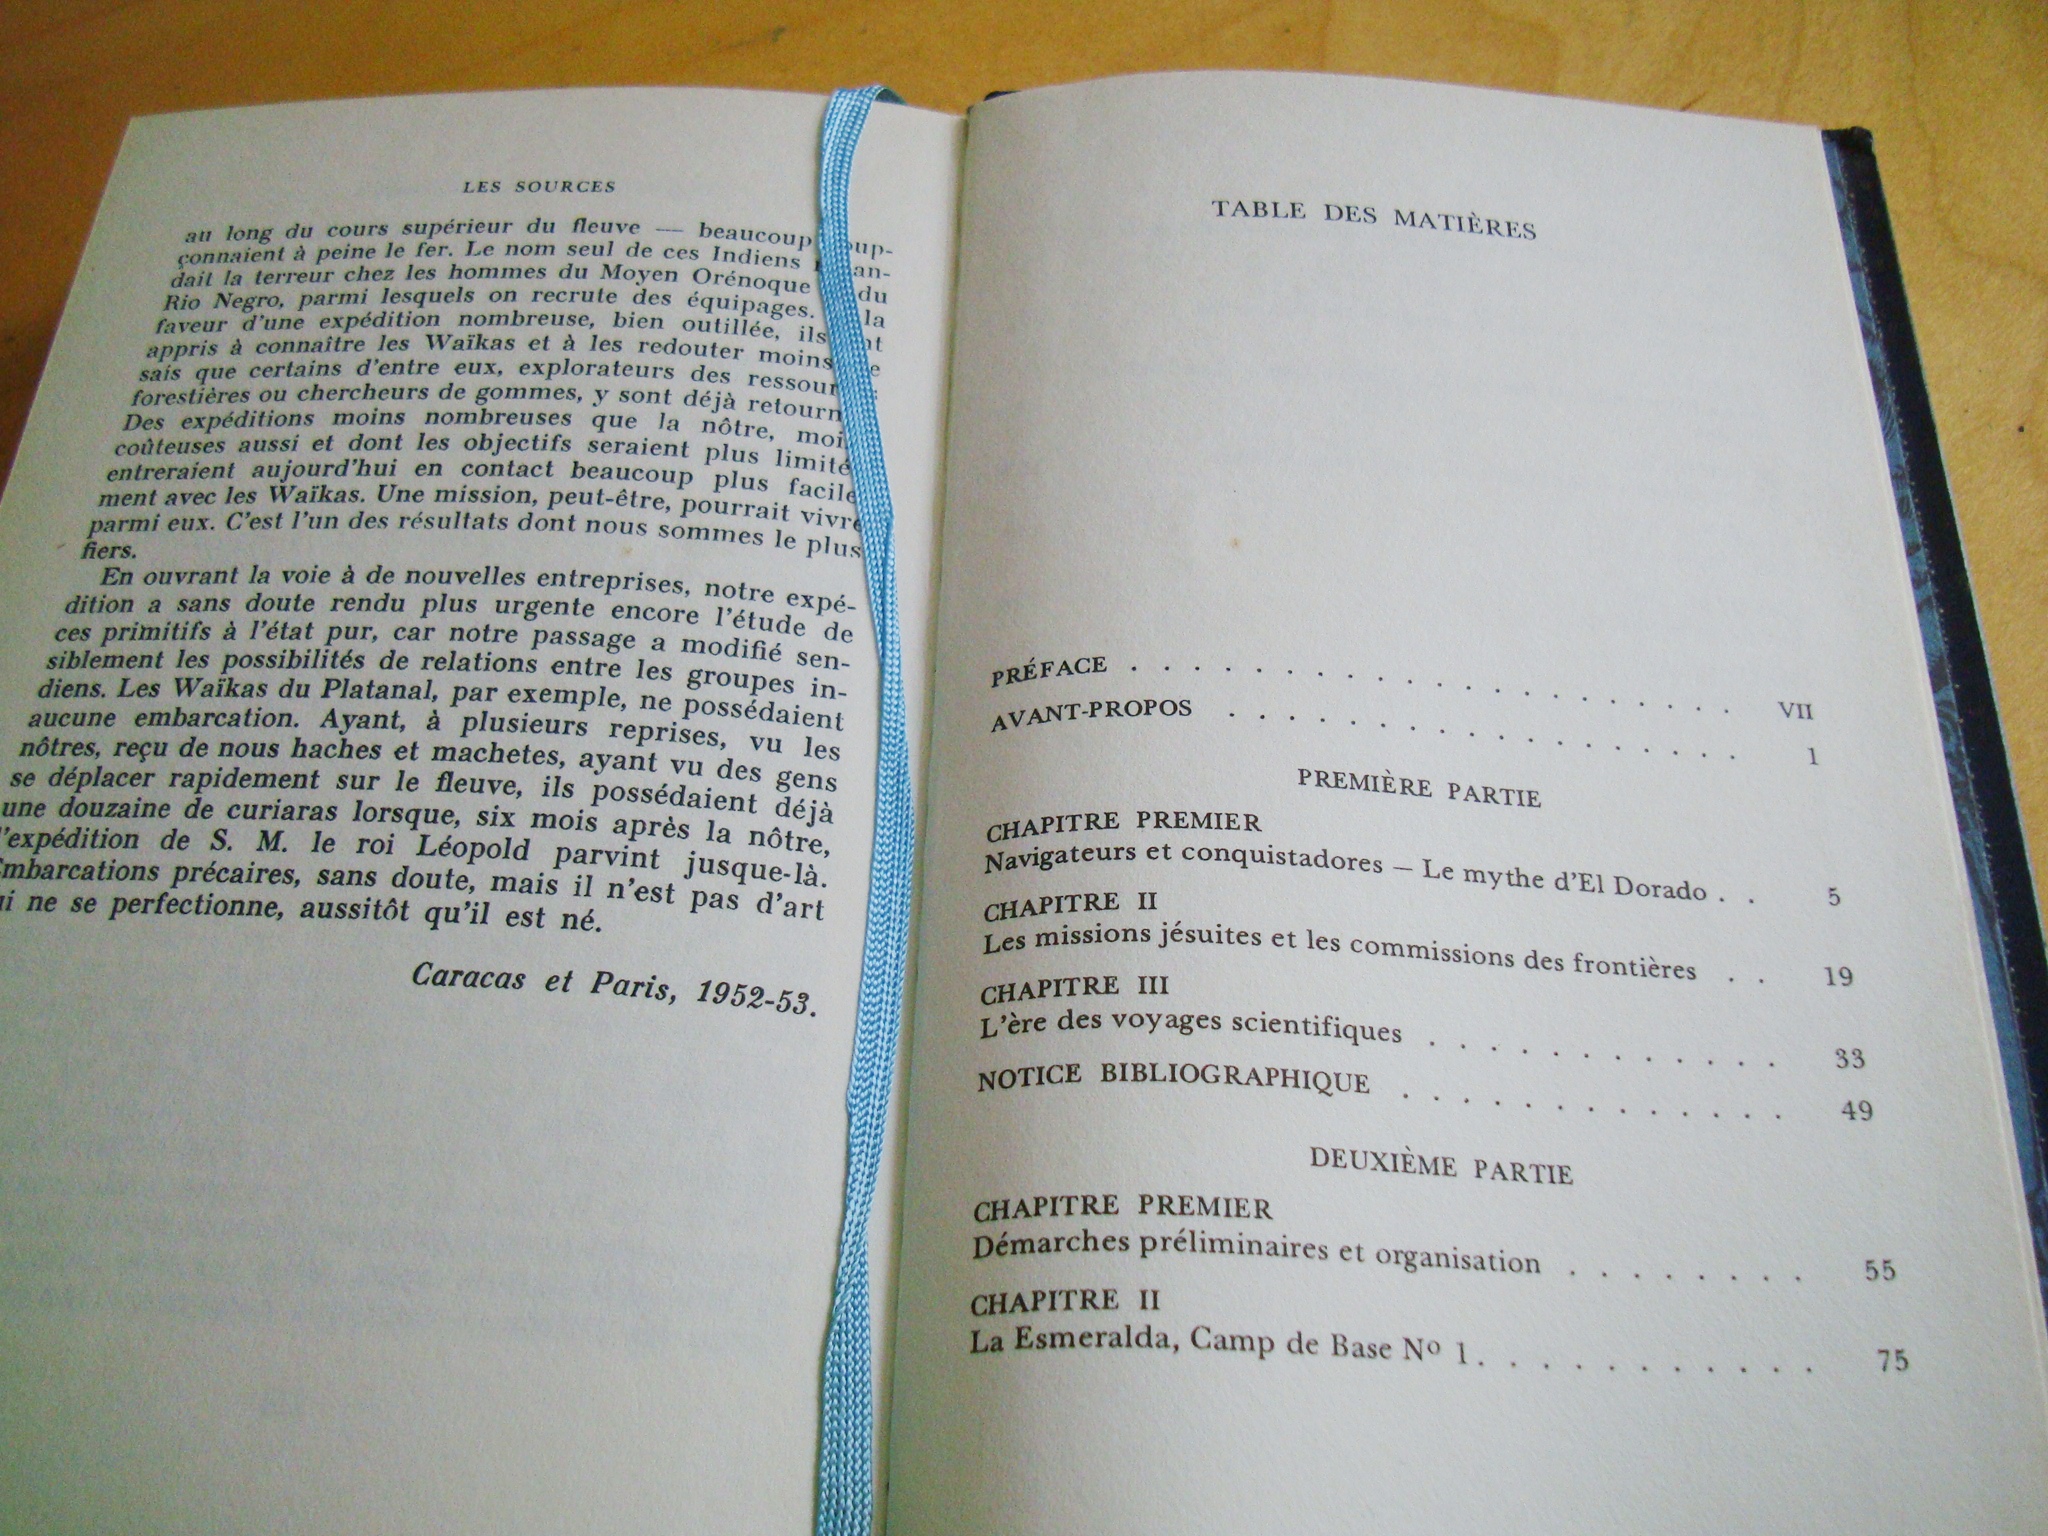 LES SOURCES
au long du cours supérieur du fleuve — beaucoup oup-
çonnaient à peine le fer. Le nom seul de ces Indiens an-
dait la terreur chez les hommes du Moyen Orénoque du
Rio Negro, parmi lesquels on recrute des équipages. la
faveur d'une expédition nombreuse, bien outillée, ils nt
appris à connaître les Waïkas et à les redouter moins e
sais que certains d'entre eux, explorateurs des ressour :
forestières ou chercheurs de gommes, y sont déjà retourn
Des expéditions moins nombreuses que la nôtre, moi
coûteuses aussi et dont les objectifs seraient plus limité
entreraient aujourd'hui en contact beaucoup plus facile
ment avec les Waïkas. Une mission, peut-être, pourrait vivre
parmi eux. C'est l'un des résultats dont nous sommes le plus
fiers.
En ouvrant la voie à de nouvelles entreprises, notre expé-
dition a sans doute rendu plus urgente encore l'étude de
ces primitifs à l'état pur, car notre passage a modifié sen-
siblement les possibilités de relations entre les groupes in-
diens. Les Waïkas du Platanal, par exemple, ne possédaient
aucune embarcation. Ayant, à plusieurs reprises, vu les
nôtres, reçu de nous haches et machetes, ayant vu des gens
se déplacer rapidement sur le fleuve, ils possédaient déjà
une douzaine de curiaras lorsque, six mois après la nôtre,
l'expédition de S. M. le roi Léopold parvint jusque-là.
mbarcations précaires, sans doute, mais il n'est pas d'art
ui ne se perfectionne, aussitôt qu'il est né.
Caracas et Paris, 1952-53.
TABLE DES MATIÈRES
PRÉFACE . . . . . . . . . . . . . . . . . . . VII
AVANT-PROPOS . . . . . . . . . . . . . . . . . 1
PREMIÈRE PARTIE
CHAPITRE PREMIER
Navigateurs et conquistadores – Le mythe d'El Dorado . . 5
CHAPITRE II
Les missions jésuites et les commissions des frontières . . 19
CHAPITRE III
L'ère des voyages scientifiques . . . . . . . . . . . . 33
NOTICE BIBLIOGRAPHIQUE . . . . . . . . . . . . . 49
DEUXIÈME PARTIE
CHAPITRE PREMIER
Démarches préliminaires et organisation . . . . . . . . 55
CHAPITRE II
La Esmeralda, Camp de Base Nº 1 . . . . . . . . . . . 75